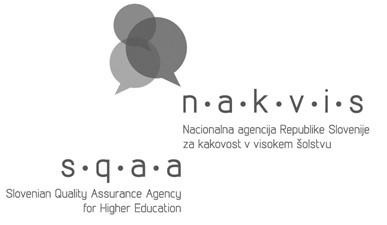 n·a·k·v·i·s
Nacionalna agencija Republike Slovenije
za kakovost v visokem šolstvu
s·q·a·a
Slovenian Quality Assurance Agency
for Higher Education